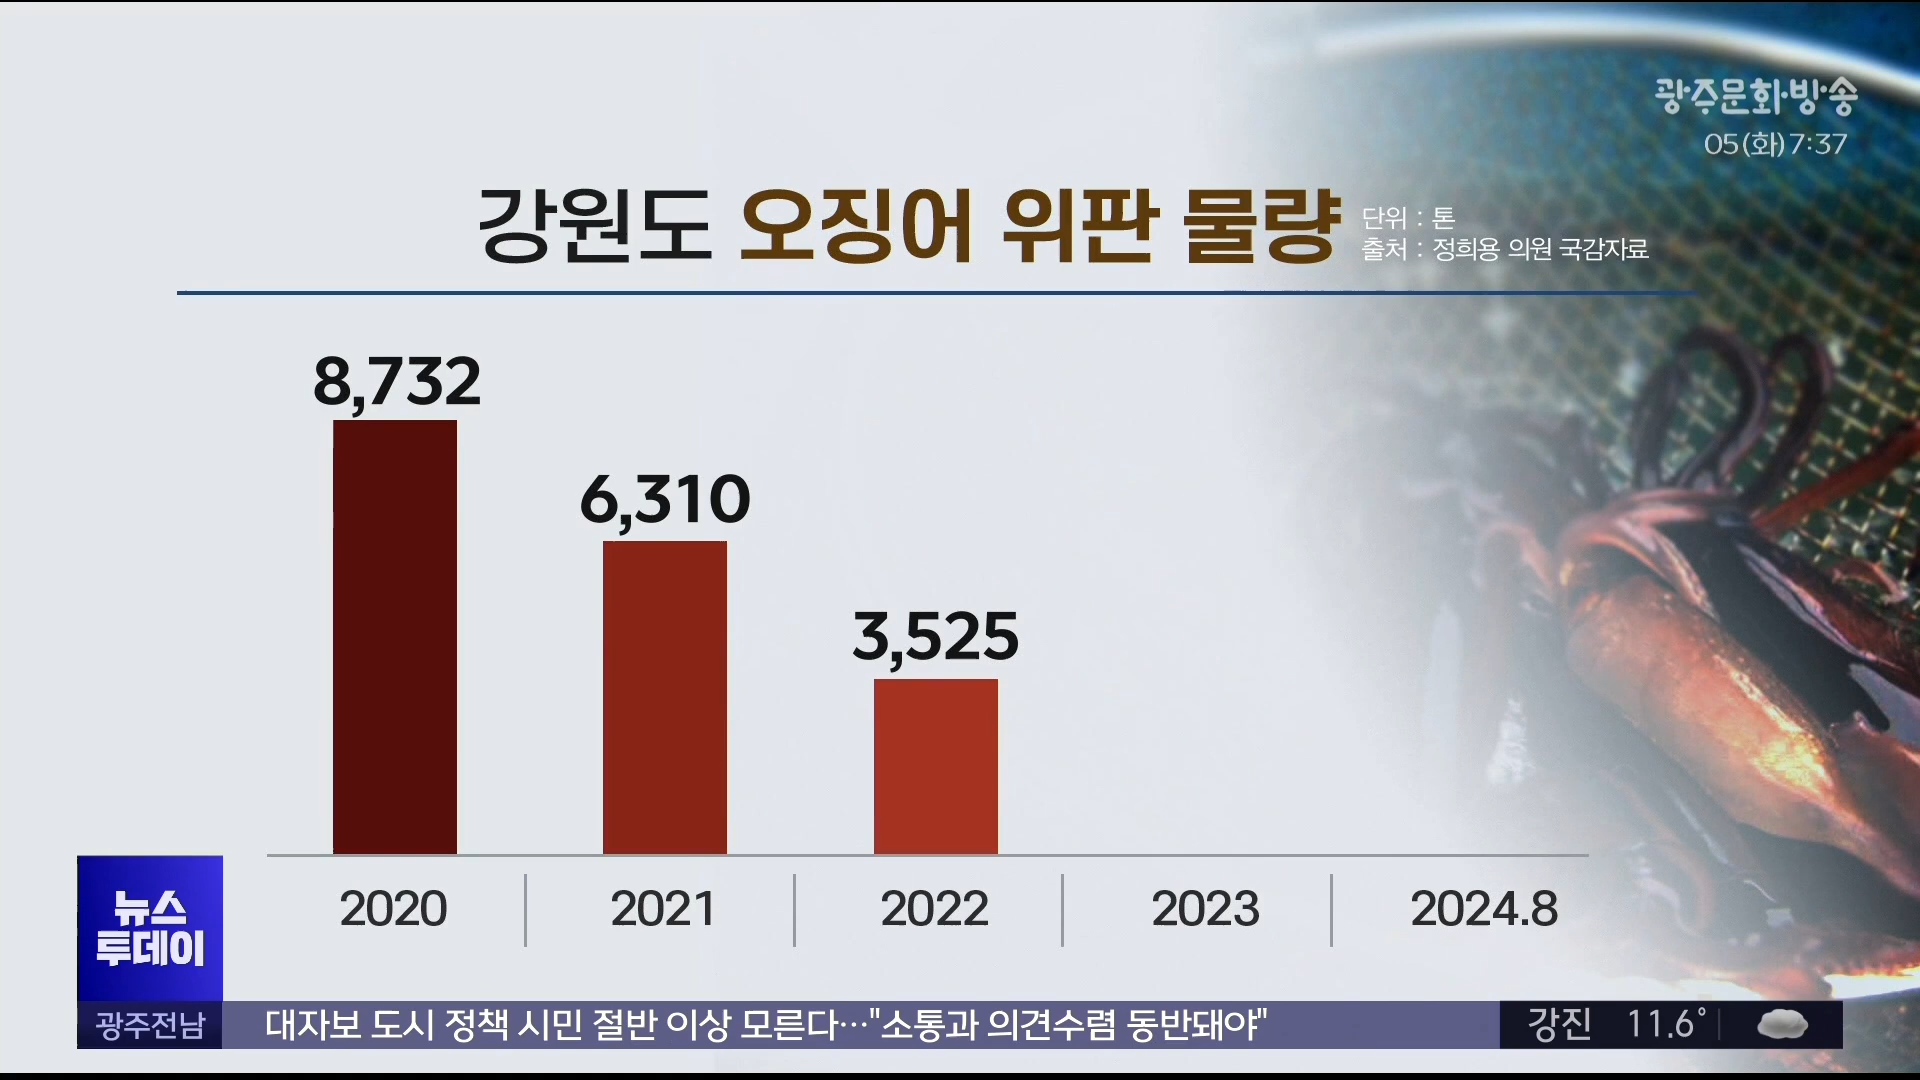 광주문화방송
05(화)7:37
강원도 오징어 위판 물량
단위 : 톤
출처 : 정희용 의원 국감자료
8,732
6,310
3,525
2020
2021
2022
2023
2024.8
뉴스
투데이
광주전남
대자보 도시 정책 시민 절반 이상 모른다···"소통과 의견수렴 동반돼야"
강진 11.6°